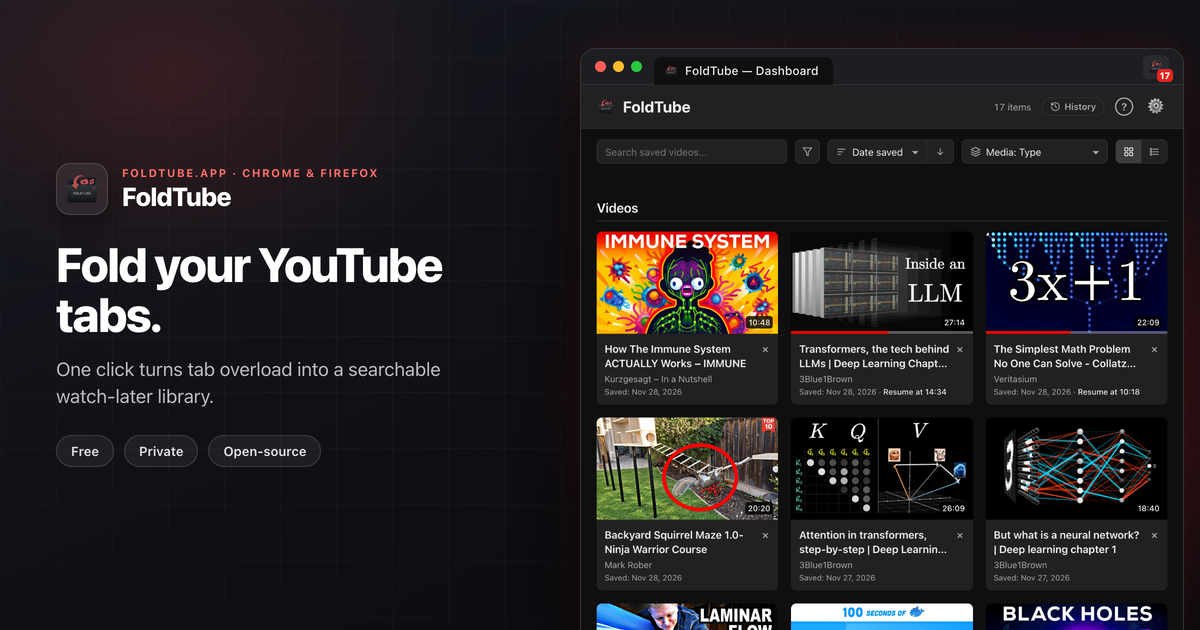 FOLDTUBE.APP · CHROME & FIREFOX
FoldTube
Fold your YouTube
tabs.
One click turns tab overload into a searchable
watch-later library.
Free
Private
Open-source
FoldTube — Dashboard
17
FoldTube
17 items
History
?
Search saved videos...
Date saved
Media: Type
Videos
IMMUNE SYSTEM
10:48
How The Immune System
ACTUALLY Works – IMMUNE
Kurzgesagt – In a Nutshell
Saved: Nov 28, 2026
Inside an
LLM
27:14
Transformers, the tech behind
LLMs | Deep Learning Chapt...
3Blue1Brown
Saved: Nov 28, 2026 · Resume at 14:34
3x+1
22:09
The Simplest Math Problem
No One Can Solve - Collatz...
Veritasium
Saved: Nov 28, 2026 · Resume at 10:18
TOP
10
20:20
Backyard Squirrel Maze 1.0-
Ninja Warrior Course
Mark Rober
Saved: Nov 28, 2026
K Q V
26:09
Attention in transformers,
step-by-step | Deep Learnin...
3Blue1Brown
Saved: Nov 27, 2026
3
18:40
But what is a neural network?
| Deep learning chapter 1
3Blue1Brown
Saved: Nov 27, 2026
LAMINAR
FLOW
100 SECONDS OF
BLACK HOLES